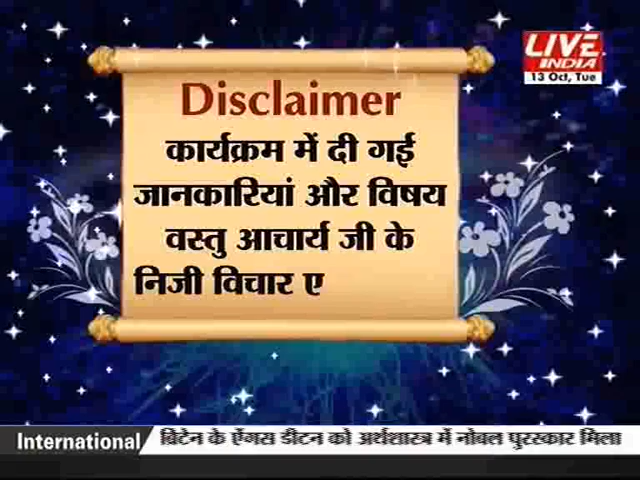 LIVE
INDIA
13 Oct, Tue
Disclaimer
कार्यक्रम में दी गई
जानकारियां और विषय
वस्तु आचार्य जी के
निजी विचार ए
International
ब्रिटेन के ऐंगस डीटन को अर्थशास्त्र में नोबल पुरस्कार मिला